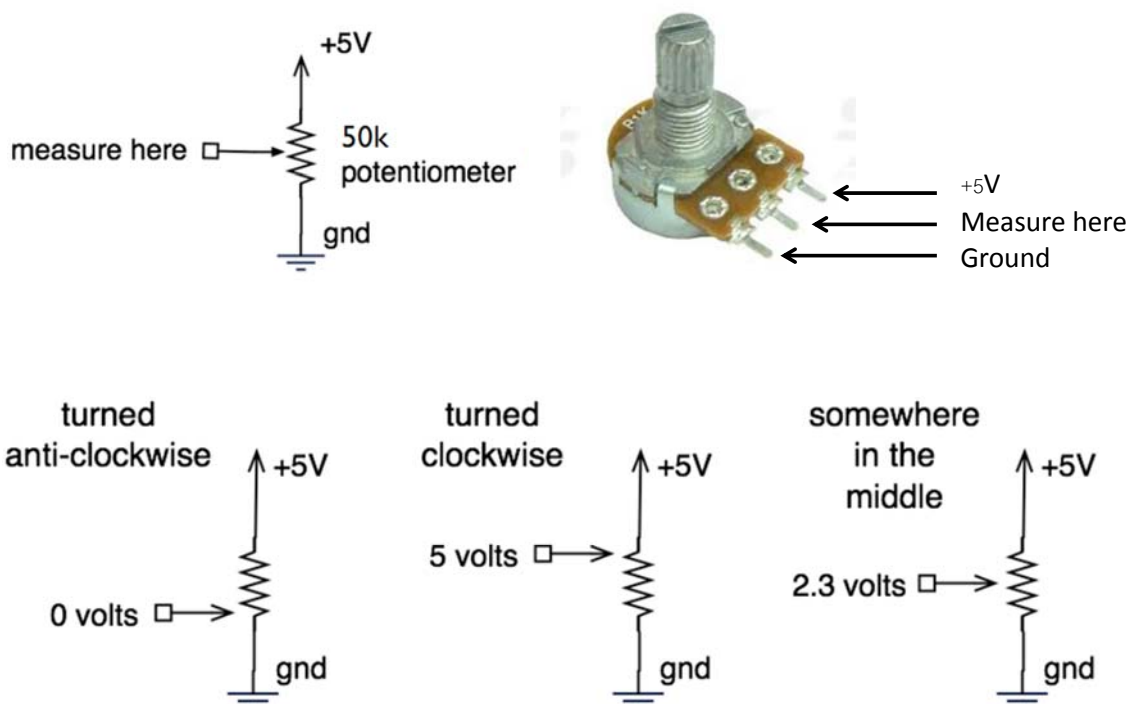 +5V
measure here
50k
potentiometer
gnd
+5V
Measure here
Ground
turned
anti-clockwise
+5V
0 volts
gnd
turned
clockwise
+5V
5 volts
gnd
somewhere
in the
middle
+5V
2.3 volts
gnd